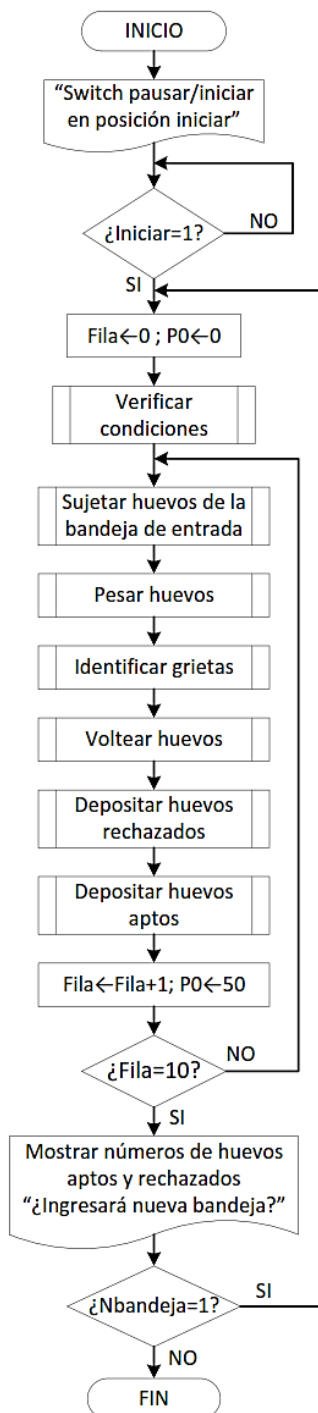 INICIO
“Switch pausar/iniciar
en posición iniciar”
¿Iniciar=1?
NO
SI
Fila←0 ; P0←0
Verificar
condiciones
Sujetar huevos de la
bandeja de entrada
Pesar huevos
Identificar grietas
Voltear huevos
Depositar huevos
rechazados
Depositar huevos
aptos
Fila←Fila+1; P0←50
¿Fila=10?
NO
SI
Mostrar números de huevos
aptos y rechazados
“¿Ingresará nueva bandeja?”
¿Nbandeja=1?
SI
NO
FIN